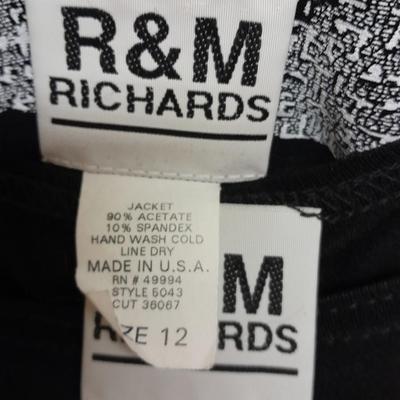 R&M
RICHARDS
JACKET
90% ACETATE
10% SPANDEX
HAND WASH COLD
LINE DRY
MADE IN U.S.A.
RN # 49994
STYLE 6043
CUT 36067
ZE 12
M
R
RDS